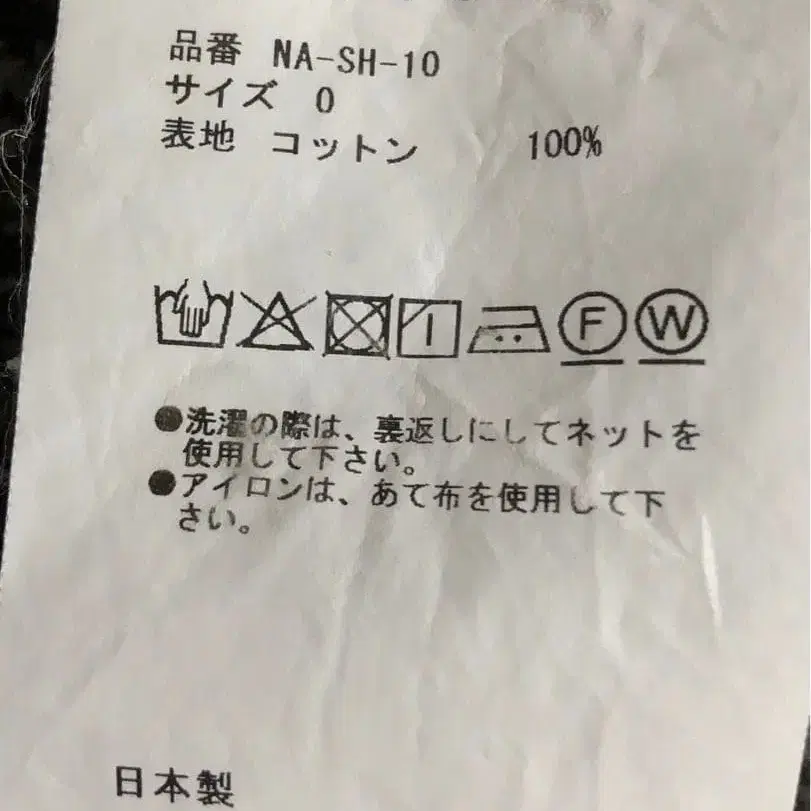 品番 NA-SH-10
サイズ 0
表地 コットン 100%
F W
●洗濯の際は、裏返しにしてネットを
使用して下さい。
●アイロンは、あて布を使用して下
さい。
日本製